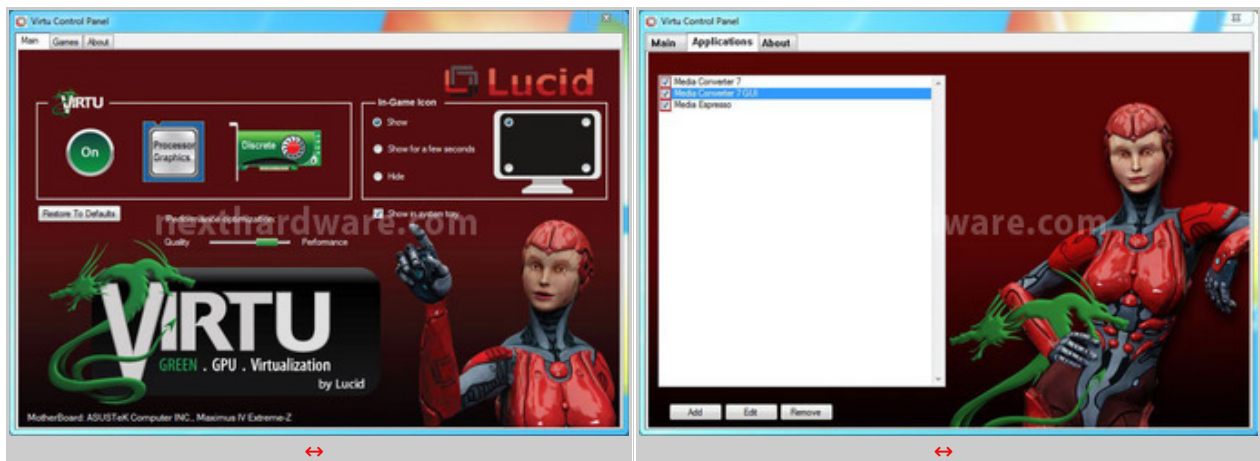 Virtu Control Panel
Main Games About
Lucid
VIRTU
On
Processor
Graphics
Discrete
In-Game Icon
Show
Show for a few seconds
Hide
Restore To Defaults
Show in system tray
Performance optimization:
Quality Performance
nexthardware.com
VIRTU
GREEN . GPU . Virtualization
by Lucid
MotherBoard: ASUSTeK Computer INC., Maximus IV Extreme-Z
Virtu Control Panel
Main Applications About
Media Converter 7
Media Converter 7 GUI
Media Espresso
ware.com
Add Edit Remove